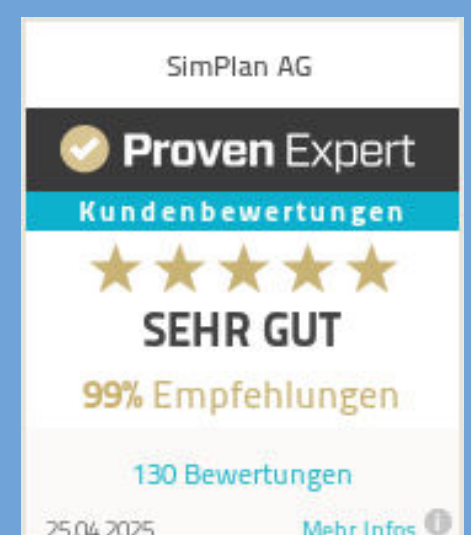 SimPlan AG
Proven Expert
Kundenbewertungen
SEHR GUT
99% Empfehlungen
130 Bewertungen
25.04.2025 Mehr Infos